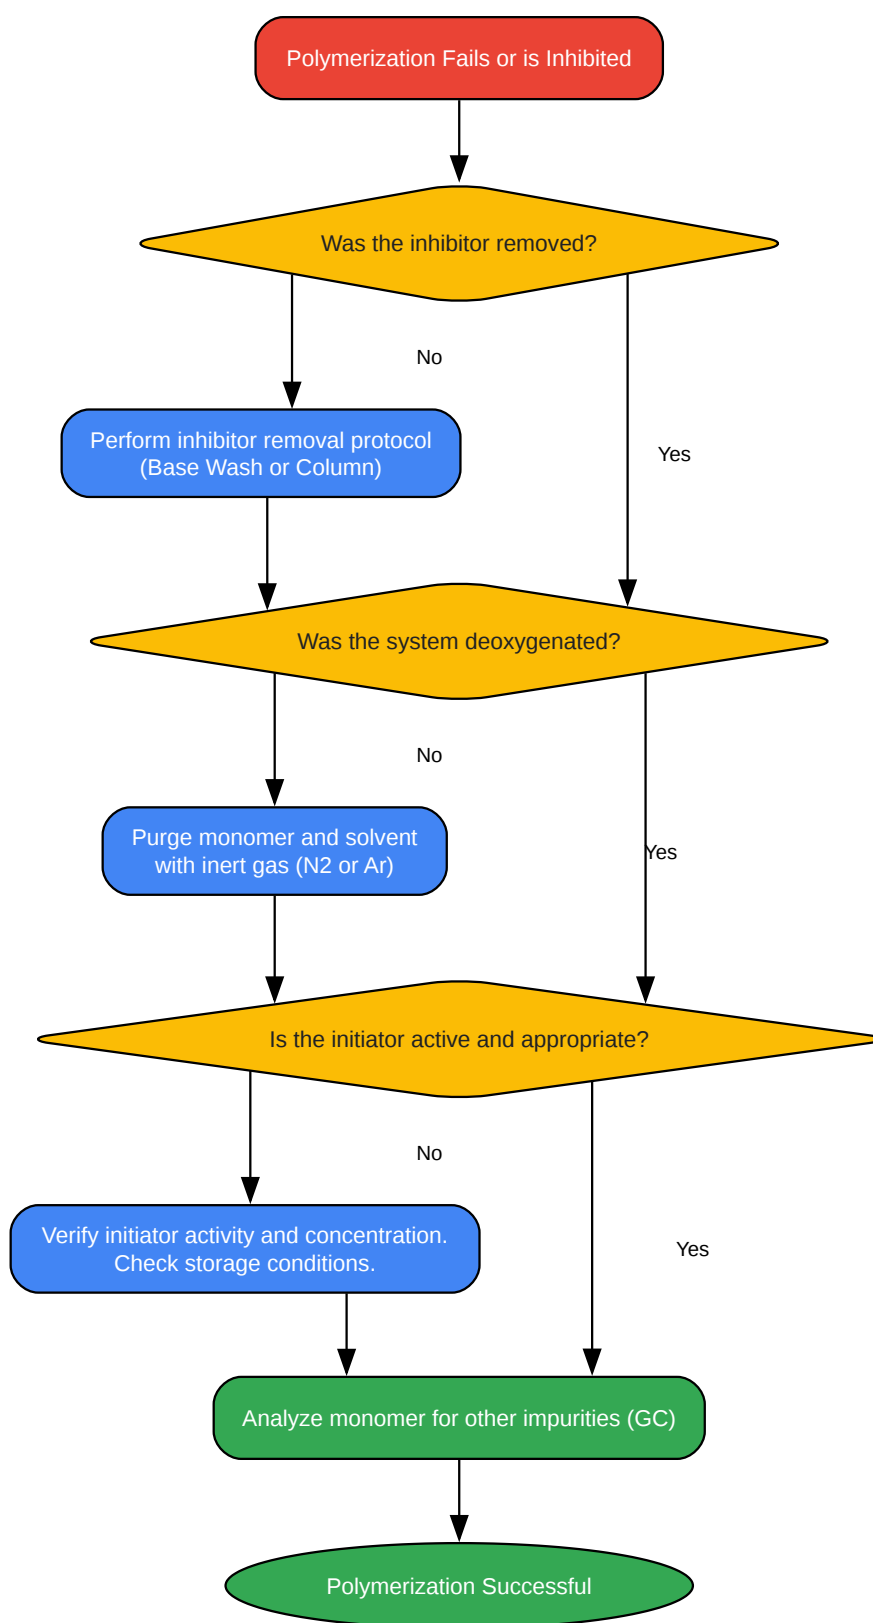 Polymerization Fails or is Inhibited
Was the inhibitor removed?
No
Perform inhibitor removal protocol
(Base Wash or Column)
Yes
Was the system deoxygenated?
No
Purge monomer and solvent
with inert gas (N2 or Ar)
Yes
Is the initiator active and appropriate?
No
Verify initiator activity and concentration.
Check storage conditions.
Yes
Analyze monomer for other impurities (GC)
Polymerization Successful